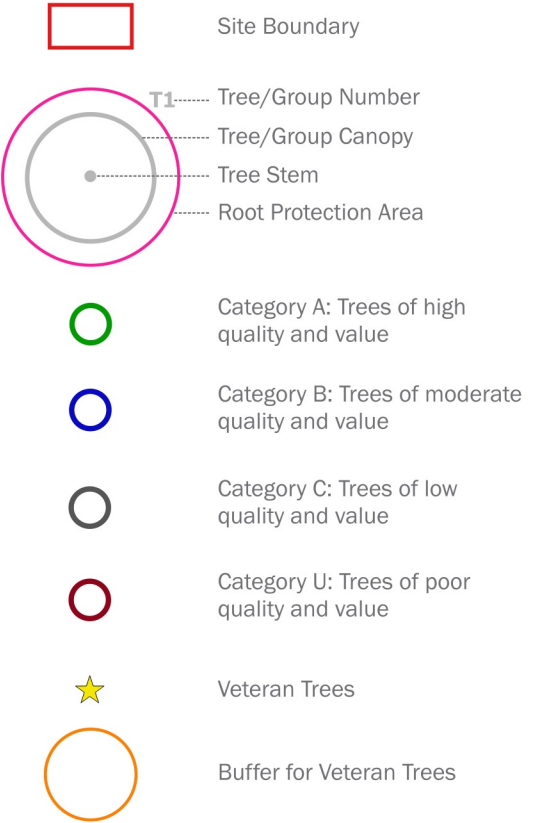 Site Boundary
T1
Tree/Group Number
Tree/Group Canopy
Tree Stem
Root Protection Area
Category A: Trees of high
quality and value
Category B: Trees of moderate
quality and value
Category C: Trees of low
quality and value
Category U: Trees of poor
quality and value
Veteran Trees
Buffer for Veteran Trees